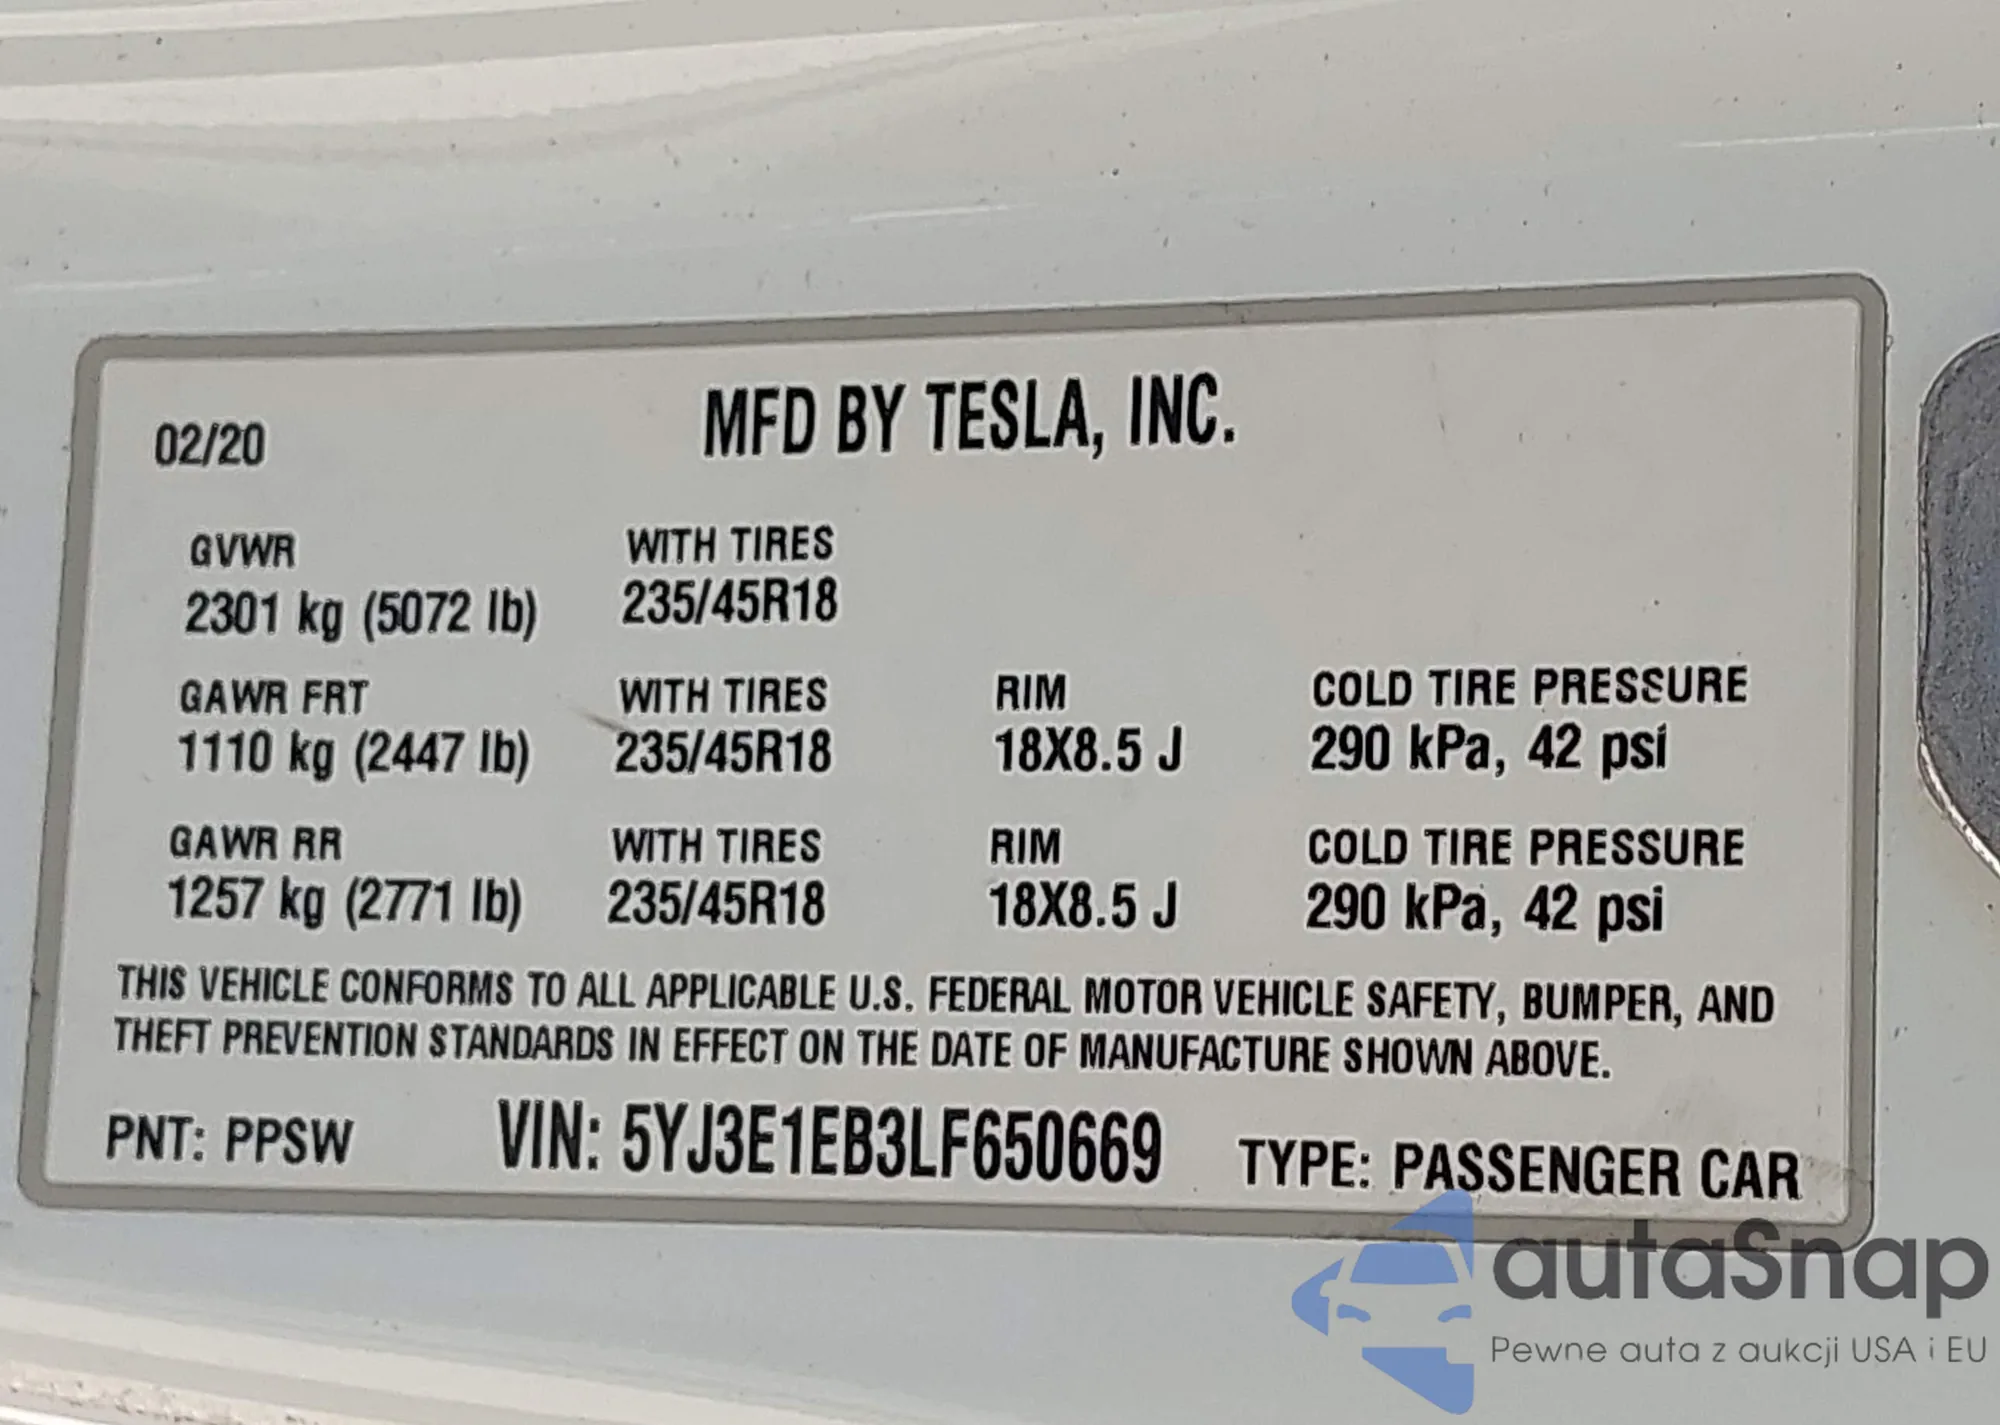 02/20 MFD BY TESLA, INC.
GVWR WITH TIRES
2301 kg (5072 lb) 235/45R18
GAWR FRT WITH TIRES RIM COLD TIRE PRESSURE
1110 kg (2447 lb) 235/45R18 18X8.5 J 290 kPa, 42 psi
GAWR RR WITH TIRES RIM COLD TIRE PRESSURE
1257 kg (2771 lb) 235/45R18 18X8.5 J 290 kPa, 42 psi
THIS VEHICLE CONFORMS TO ALL APPLICABLE U.S. FEDERAL MOTOR VEHICLE SAFETY, BUMPER, AND
THEFT PREVENTION STANDARDS IN EFFECT ON THE DATE OF MANUFACTURE SHOWN ABOVE.
PNT: PPSW VIN: 5YJ3E1EB3LF650669 TYPE: PASSENGER CAR
autaSnap
Pewne auta z aukcji USA i EU